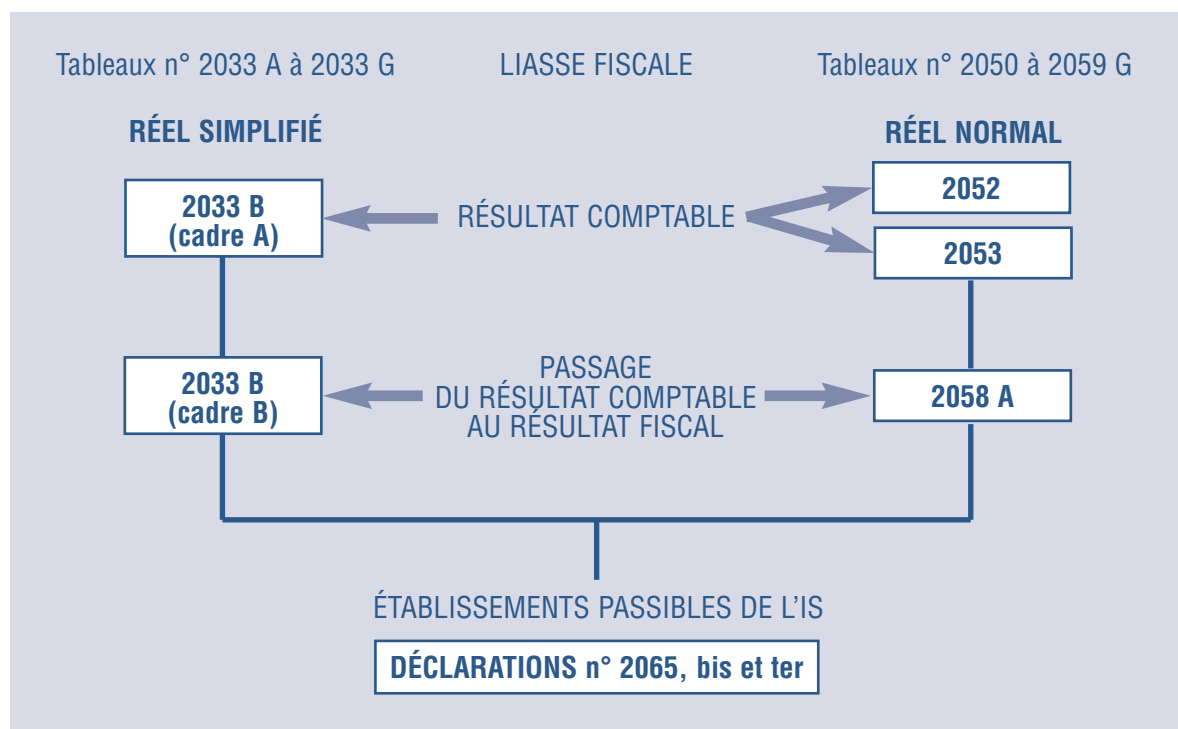 Tableaux n° 2033 A à 2033 G
LIASSE FISCALE
Tableaux n° 2050 à 2059 G
RÉEL SIMPLIFIÉ
RÉEL NORMAL
2033 B
(cadre A)
RÉSULTAT COMPTABLE
2052
2053
2033 B
(cadre B)
PASSAGE
DU RÉSULTAT COMPTABLE
AU RÉSULTAT FISCAL
2058 A
ÉTABLISSEMENTS PASSIBLES DE L’IS
DÉCLARATIONS n° 2065, bis et ter